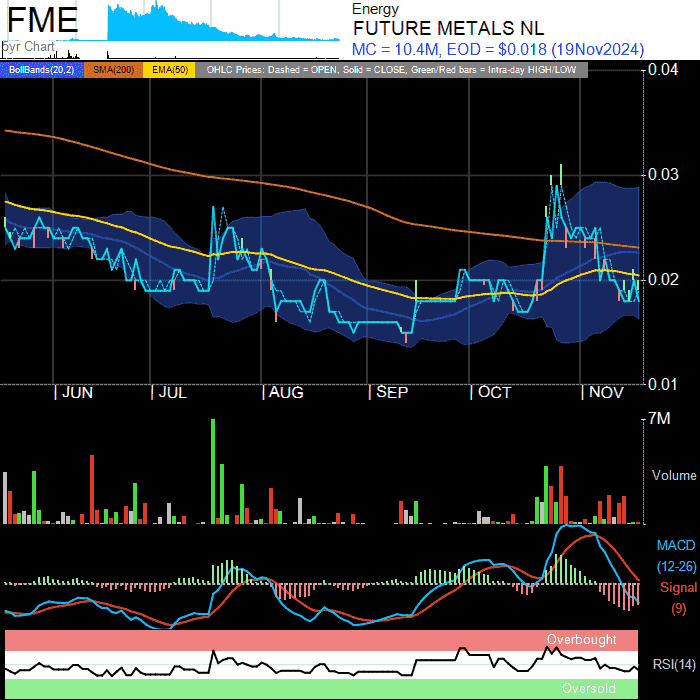 FME
5yr Chart
Energy
FUTURE METALS NL
MC = 10.4M, EOD = $0.018 (19Nov2024)
BollBands(20,2) SMA(200) EMA(50) OHLC Prices: Dashed = OPEN, Solid = CLOSE, Green/Red bars = Intra-day HIGH/LOW
0.04
0.03
0.02
0.01
| JUN | JUL | AUG | SEP | OCT | NOV
7M
Volume
MACD
(12-26)
Signal
(9)
Overbought
RSI(14)
Oversold